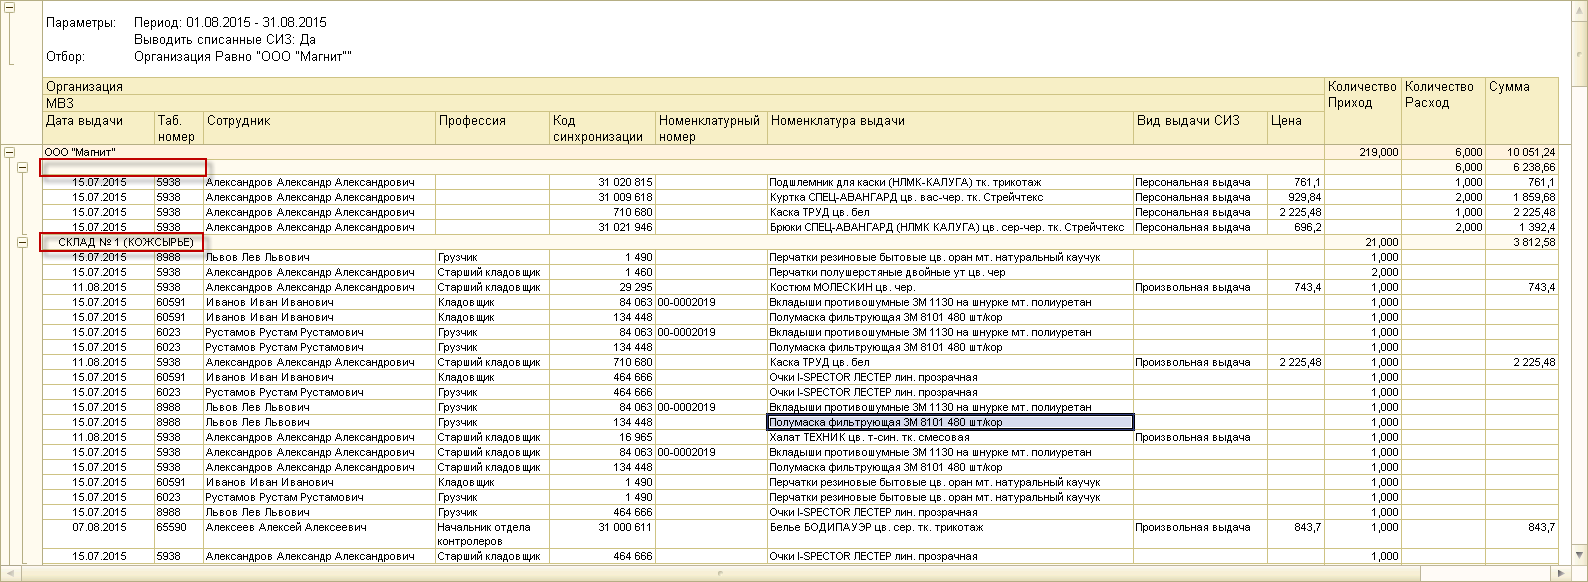 Параметры: Период: 01.08.2015 - 31.08.2015
Выводить списанные СИЗ: Да
Отбор: Организация Равно "ООО "Магнит""
Организация Количество Приход Количество Расход Сумма
МВЗ
Дата выдачи Таб. номер Сотрудник Профессия Код синхронизации Номенклатурный номер Номенклатура выдачи Вид выдачи СИЗ Цена
ООО "Магнит" 219,000 6,000 10 051,24
6,000 6 238,66
15.07.2015 5938 Александров Александр Александрович 31 020 815 Подшлемник для каски (НЛМК-КАЛУГА) тк. трикотаж Персональная выдача 761,1 1,000 761,1
15.07.2015 5938 Александров Александр Александрович 31 009 618 Куртка СПЕЦ-АВАНГАРД цв. вас-чер. тк. Стрейчтекс Персональная выдача 929,84 2,000 1 859,68
15.07.2015 5938 Александров Александр Александрович 710 680 Каска ТРУД цв. бел Персональная выдача 2 225,48 1,000 2 225,48
15.07.2015 5938 Александров Александр Александрович 31 021 946 Брюки СПЕЦ-АВАНГАРД (НЛМК КАЛУГА) цв. сер-чер. тк. Стрейчтекс Персональная выдача 696,2 2,000 1 392,4
СКЛАД № 1 (КОЖСЫРЬЕ) 21,000 3 812,58
15.07.2015 8988 Львов Лев Львович Грузчик 1 490 Перчатки резиновые бытовые цв. оран мт. натуральный каучук 1,000
15.07.2015 5938 Александров Александр Александрович Старший кладовщик 1 460 Перчатки полушерстяные двойные ут цв. чер 2,000
11.08.2015 5938 Александров Александр Александрович Старший кладовщик 29 295 Костюм МОЛЕСКИН цв. чер. Произвольная выдача 743,4 1,000 743,4
15.07.2015 60591 Иванов Иван Иванович Кладовщик 84 063 00-0002019 Вкладыши противошумные 3М 1130 на шнурке мт. полиуретан 1,000
15.07.2015 60591 Иванов Иван Иванович Кладовщик 134 448 Полумаска фильтрующая 3М 8101 480 шт/кор 1,000
15.07.2015 6023 Рустамов Рустам Рустамович Грузчик 84 063 00-0002019 Вкладыши противошумные 3М 1130 на шнурке мт. полиуретан 1,000
15.07.2015 6023 Рустамов Рустам Рустамович Грузчик 134 448 Полумаска фильтрующая 3М 8101 480 шт/кор 1,000
11.08.2015 5938 Александров Александр Александрович Старший кладовщик 710 680 Каска ТРУД цв. бел Произвольная выдача 2 225,48 1,000 2 225,48
15.07.2015 60591 Иванов Иван Иванович Кладовщик 464 666 Очки I-SPECTOR ЛЕСТЕР лин. прозрачная 1,000
15.07.2015 6023 Рустамов Рустам Рустамович Грузчик 464 666 Очки I-SPECTOR ЛЕСТЕР лин. прозрачная 1,000
15.07.2015 8988 Львов Лев Львович Грузчик 84 063 00-0002019 Вкладыши противошумные 3М 1130 на шнурке мт. полиуретан 1,000
15.07.2015 8988 Львов Лев Львович Грузчик 134 448 Полумаска фильтрующая 3М 8101 480 шт/кор 1,000
11.08.2015 5938 Александров Александр Александрович Старший кладовщик 16 965 Халат ТЕХНИК цв. т-син. тк. смесовая Произвольная выдача 1,000
15.07.2015 5938 Александров Александр Александрович Старший кладовщик 84 063 00-0002019 Вкладыши противошумные 3М 1130 на шнурке мт. полиуретан 1,000
15.07.2015 5938 Александров Александр Александрович Старший кладовщик 134 448 Полумаска фильтрующая 3М 8101 480 шт/кор 1,000
15.07.2015 60591 Иванов Иван Иванович Кладовщик 1 490 Перчатки резиновые бытовые цв. оран мт. натуральный каучук 1,000
15.07.2015 6023 Рустамов Рустам Рустамович Грузчик 1 490 Перчатки резиновые бытовые цв. оран мт. натуральный каучук 1,000
15.07.2015 8988 Львов Лев Львович Грузчик 464 666 Очки I-SPECTOR ЛЕСТЕР лин. прозрачная 1,000
07.08.2015 65590 Алексеев Алексей Алексеевич Начальник отдела контролеров 31 000 611 Белье БОДИПАУЭР цв. сер. тк. трикотаж Произвольная выдача 843,7 1,000 843,7
15.07.2015 5938 Александров Александр Александрович Старший кладовщик 464 666 Очки I-SPECTOR ЛЕСТЕР лин. прозрачная 1,000